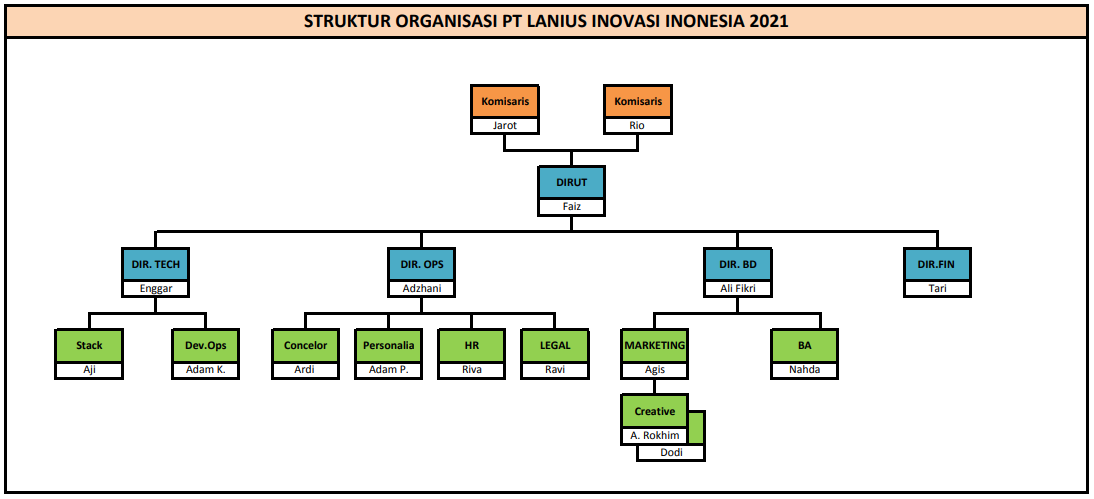 STRUKTUR ORGANISASI PT LANIUS INOVASI INONESIA 2021
Komisaris
Jarot
Komisaris
Rio
DIRUT
Faiz
DIR. TECH
Enggar
DIR. OPS
Adzhani
DIR. BD
Ali Fikri
DIR.FIN
Tari
Stack
Aji
Dev.Ops
Adam K.
Concelor
Ardi
Personalia
Adam P.
HR
Riva
LEGAL
Ravi
MARKETING
Agis
BA
Nahda
Creative
A. Rokhim
Dodi